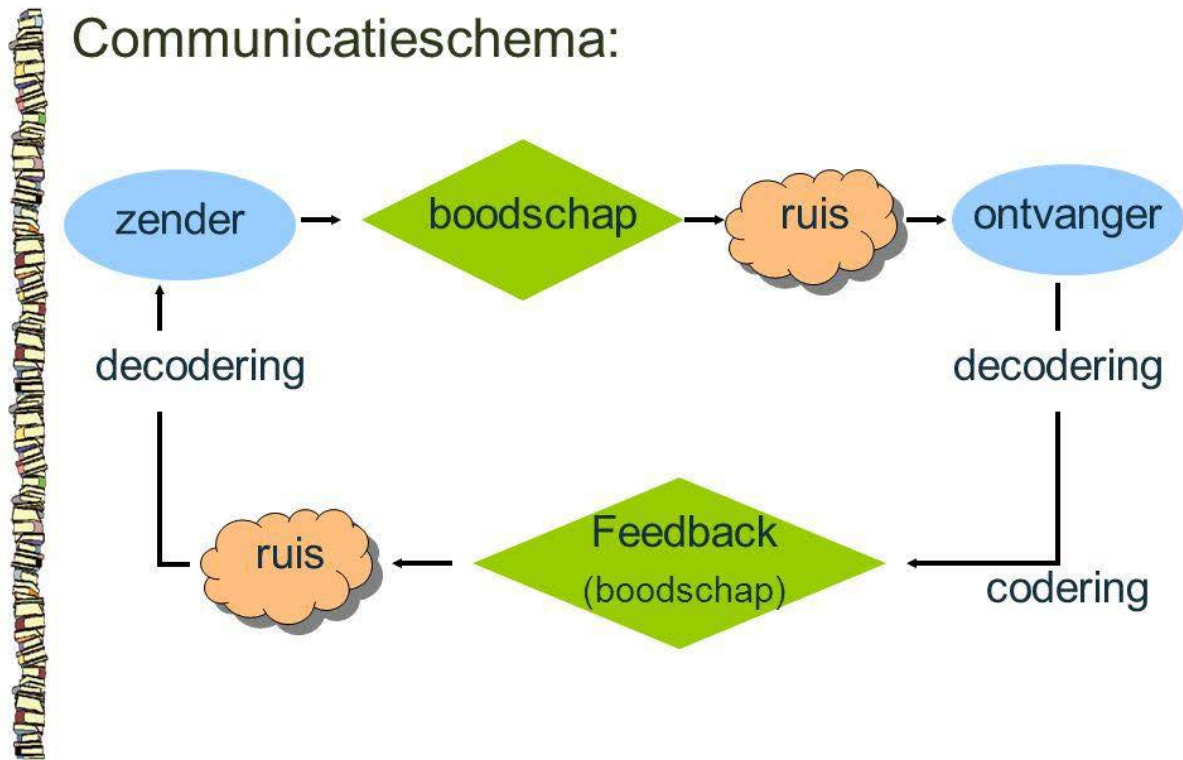 Communicatieschema:
zender
boodschap
ruis
ontvanger
decodering
decodering
ruis
Feedback
(boodschap)
codering